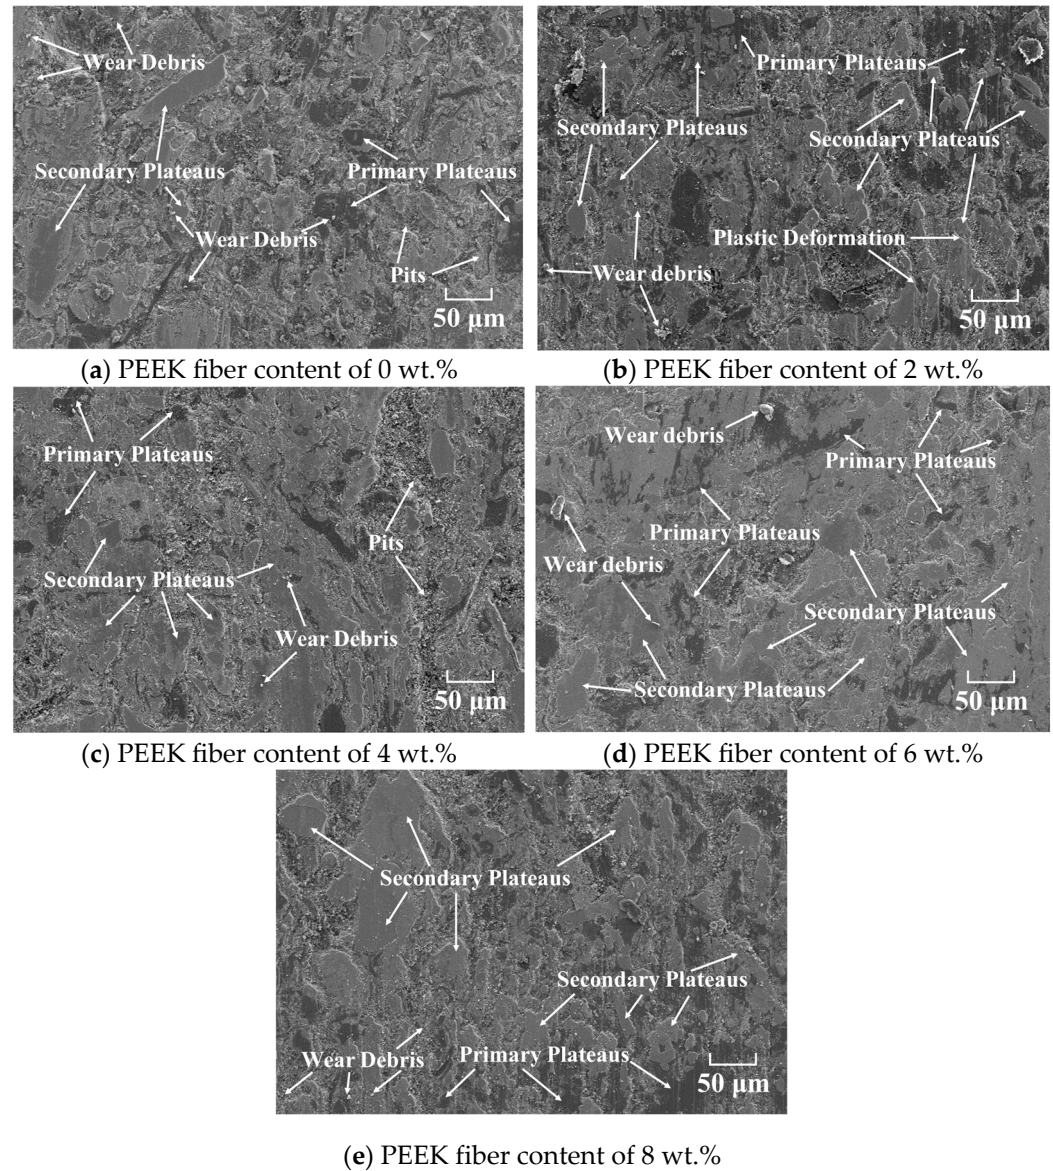 Wear Debris
Secondary Plateaus
Primary Plateaus
Wear Debris
Pits
50 μm
(a) PEEK fiber content of 0 wt.%
Primary Plateaus
Secondary Plateaus
Secondary Plateaus
Plastic Deformation
Wear debris
50 μm
(b) PEEK fiber content of 2 wt.%
Primary Plateaus
Pits
Secondary Plateaus
Wear Debris
50 μm
(c) PEEK fiber content of 4 wt.%
Wear debris
Primary Plateaus
Primary Plateaus
Wear debris
Secondary Plateaus
Secondary Plateaus
50 μm
(d) PEEK fiber content of 6 wt.%
Secondary Plateaus
Secondary Plateaus
Wear Debris
Primary Plateaus
50 μm
(e) PEEK fiber content of 8 wt.%